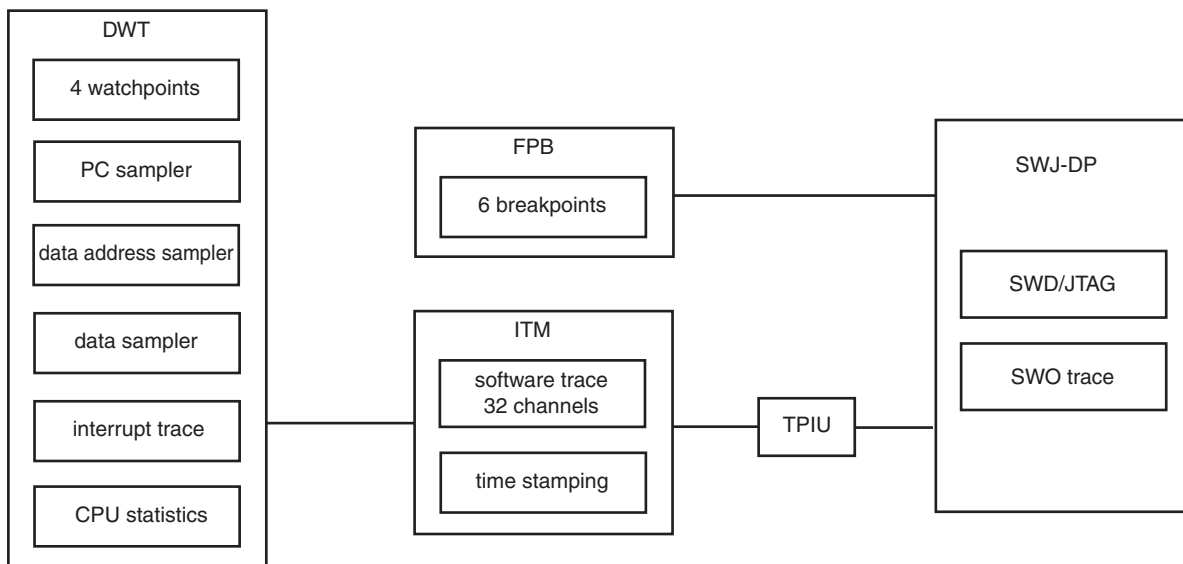 DWT
4 watchpoints
PC sampler
data address sampler
data sampler
interrupt trace
CPU statistics
FPB
6 breakpoints
ITM
software trace
32 channels
time stamping
TPIU
SWJ-DP
SWD/JTAG
SWO trace